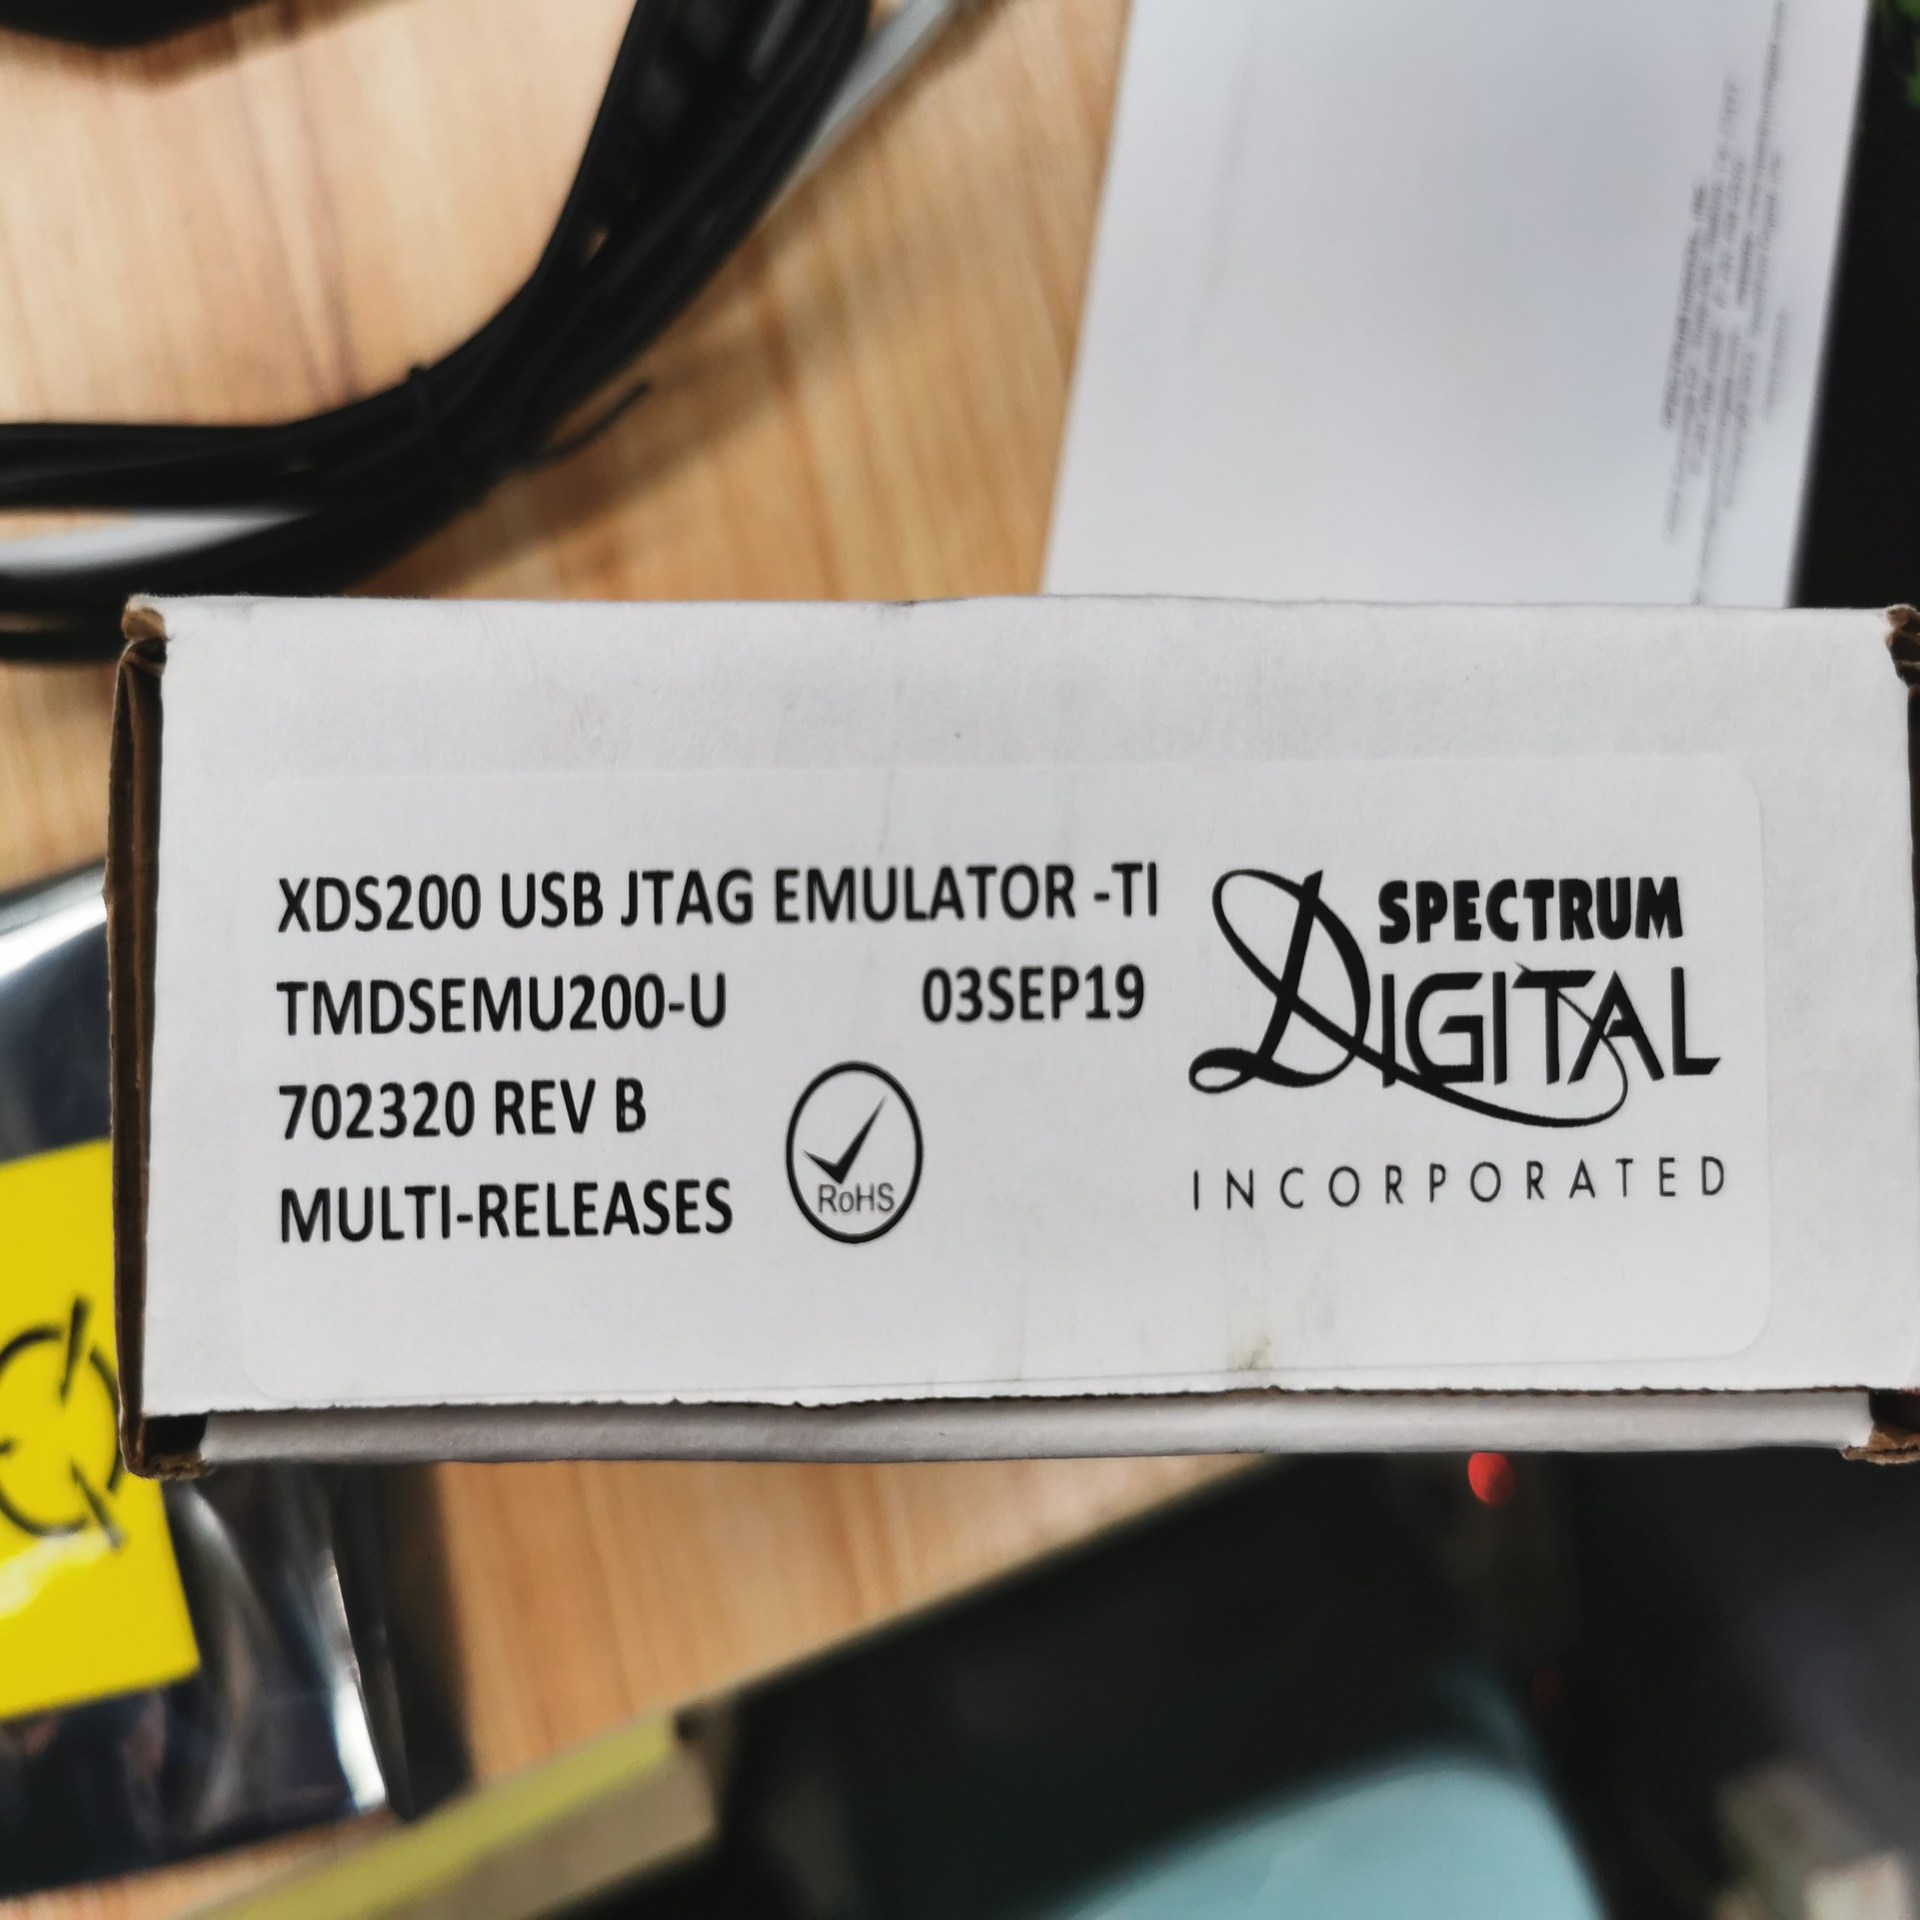 XDS200 USB JTAG EMULATOR -TI
TMDSEMU200-U 03SEP19
702320 REV B
MULTI-RELEASES
RoHS
SPECTRUM
DIGITAL
INCORPORATED